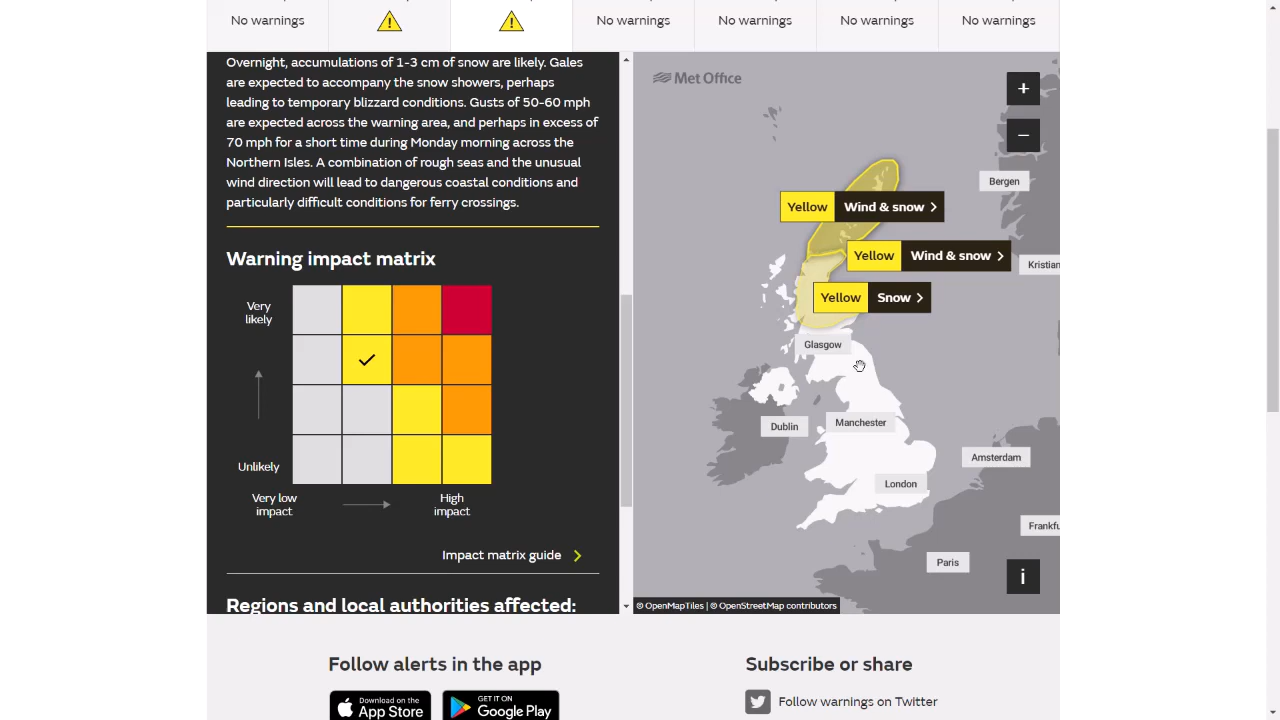 No warnings
No warnings
No warnings
No warnings
No warnings
Overnight, accumulations of 1-3 cm of snow are likely. Gales
are expected to accompany the snow showers, perhaps
leading to temporary blizzard conditions. Gusts of 50-60 mph
are expected across the warning area, and perhaps in excess of
70 mph for a short time during Monday morning across the
Northern Isles. A combination of rough seas and the unusual
wind direction will lead to dangerous coastal conditions and
particularly difficult conditions for ferry crossings.
Warning impact matrix
Very
likely
Unlikely
Very low
impact
High
impact
Impact matrix guide
Regions and local authorities affected:
Met Office
+
−
Bergen
Yellow Wind & snow
Yellow Wind & snow
Kristian
Yellow Snow
Glasgow
Dublin
Manchester
Amsterdam
London
Frankfu
Paris
i
© OpenMapTiles | © OpenStreetMap contributors
Follow alerts in the app
Download on the
App Store
GET IT ON
Google Play
Subscribe or share
Follow warnings on Twitter